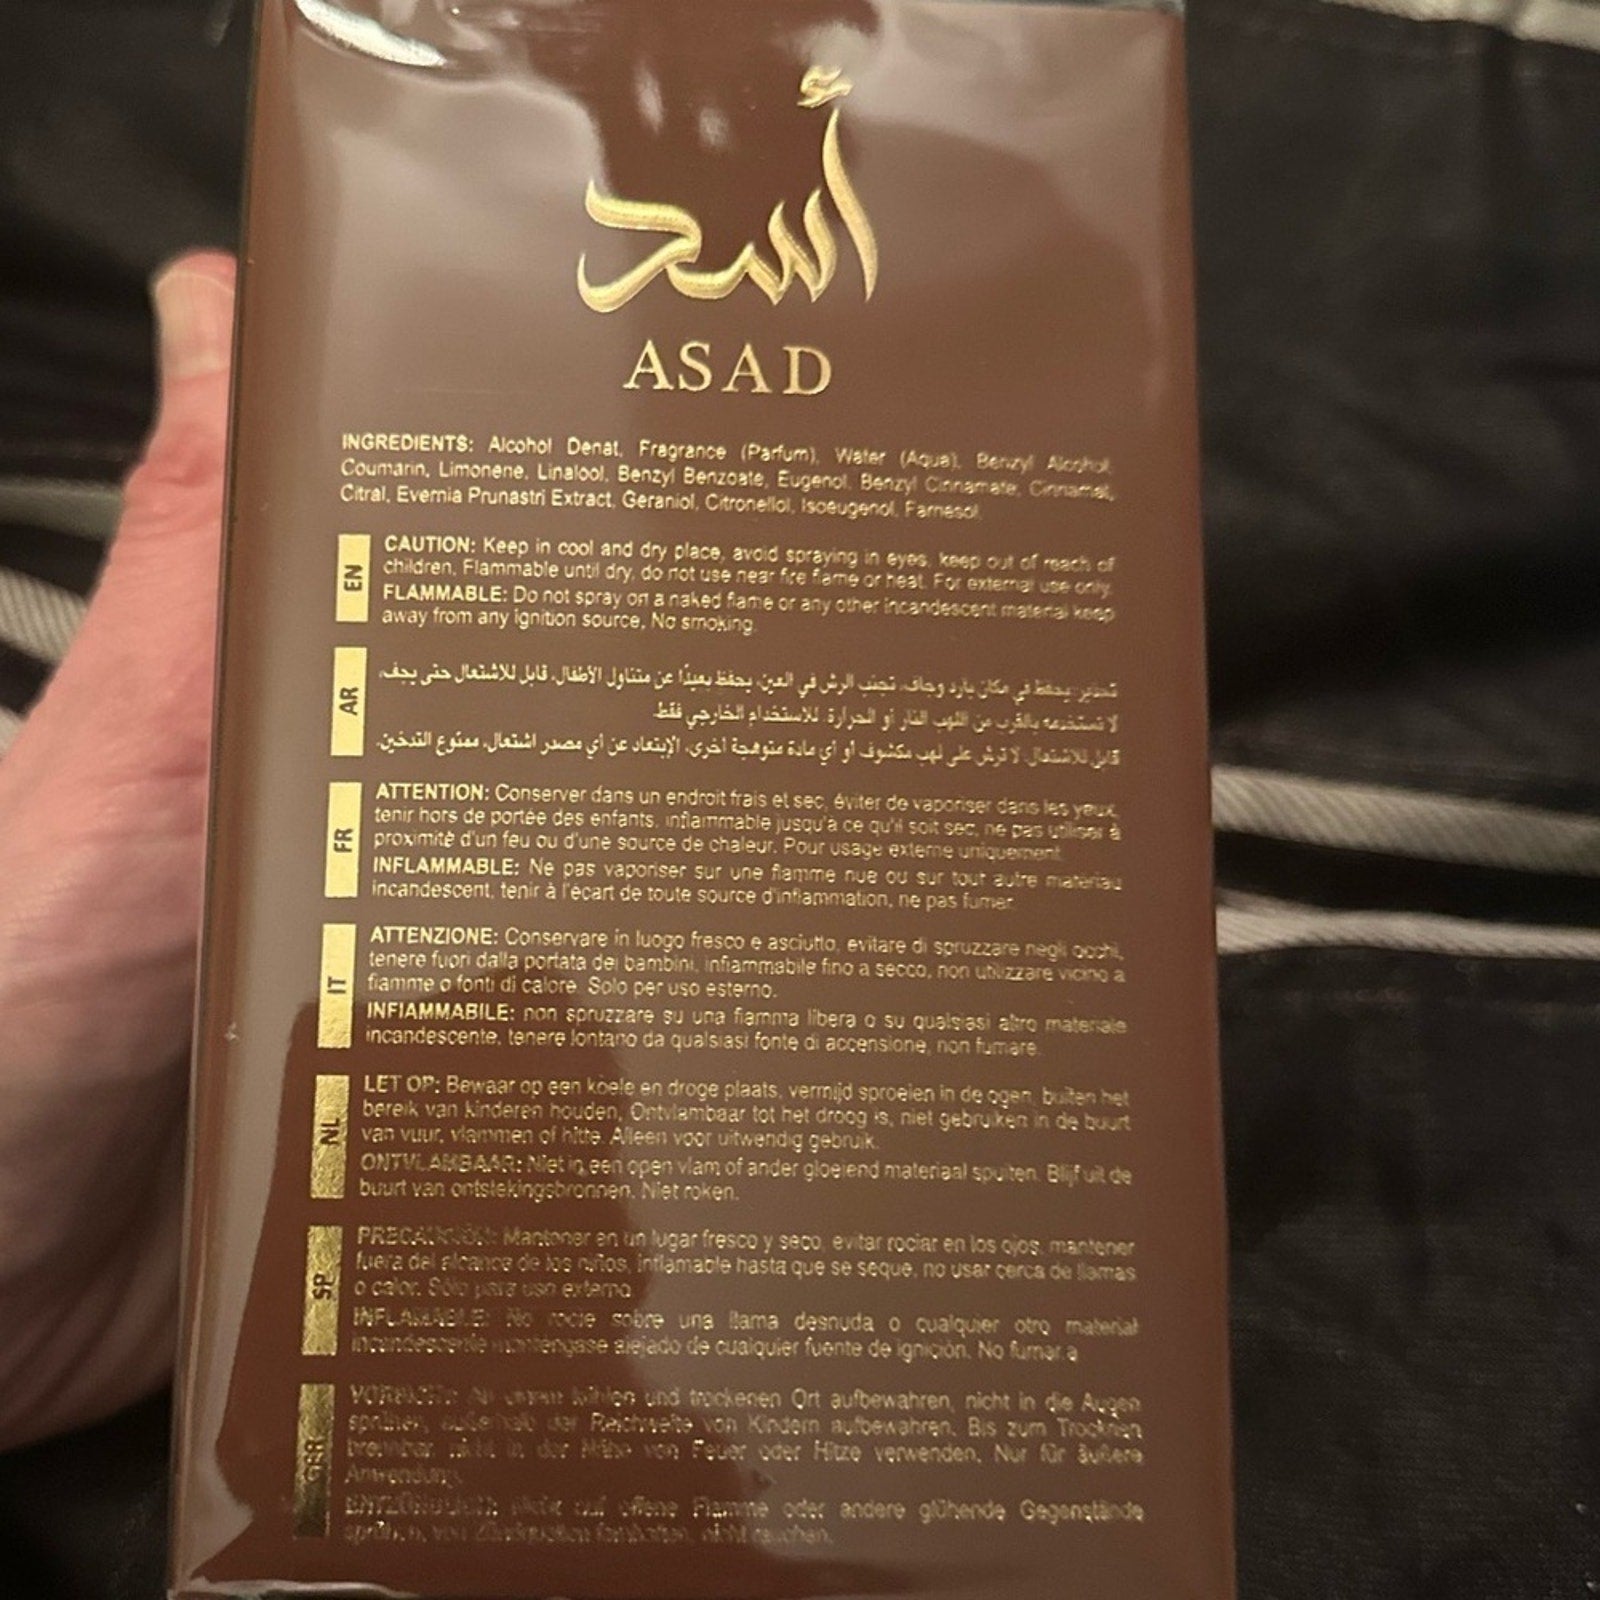 أسد
ASAD
INGREDIENTS: Alcohol Denat, Fragrance (Parfum), Water (Aqua), Benzyl Alcohol,
Coumarin, Limonene, Linalool, Benzyl Benzoate, Eugenol, Benzyl Cinnamate, Cinnamal,
Citral, Evernia Prunastri Extract, Geraniol, Citronellol, Isoeugenol, Farnesol.
EN
CAUTION: Keep in cool and dry place, avoid spraying in eyes, keep out of reach of
children, Flammable until dry, do not use near fire flame or heat. For external use only.
FLAMMABLE: Do not spray on a naked flame or any other incandescent material keep
away from any ignition source, No smoking.
AR
تحذير: يحفظ في مكان بارد وجاف، تجنب الرش في العين، يحفظ بعيدًا عن متناول الأطفال، قابل للاشتعال حتى يجف،
لا تستخدمه بالقرب من اللهب النار أو الحرارة. للاستخدام الخارجي فقط.
قابل للاشتعال: لا ترش على لهب مكشوف أو أي مادة متوهجة أخرى، الإبتعاد عن أي مصدر اشتعال، ممنوع التدخين.
FR
ATTENTION: Conserver dans un endroit frais et sec, éviter de vaporiser dans les yeux,
tenir hors de portée des enfants, inflammable jusqu'à ce qu'il soit sec, ne pas utiliser à
proximité d'un feu ou d'une source de chaleur. Pour usage externe uniquement.
INFLAMMABLE: Ne pas vaporiser sur une flamme nue ou sur tout autre matériau
incandescent, tenir à l'écart de toute source d'inflammation, ne pas fumer.
IT
ATTENZIONE: Conservare in luogo fresco e asciutto, evitare di spruzzare negli occhi,
tenere fuori dalla portata dei bambini, infiammabile fino a secco, non utilizzare vicino a
fiamme o fonti di calore. Solo per uso esterno.
INFIAMMABILE: non spruzzare su una fiamma libera o su qualsiasi altro materiale
incandescente, tenere lontano da qualsiasi fonte di accensione, non fumare.
NL
LET OP: Bewaar op een koele en droge plaats, vermijd sproeien in de ogen, buiten het
bereik van kinderen houden, Ontvlambaar tot het droog is, niet gebruiken in de buurt
van vuur, vlammen of hitte. Alleen voor uitwendig gebruik.
ONTVLAMBAAR: Niet in een open vlam of ander gloeiend materiaal spuiten. Blijf uit de
buurt van ontstekingsbronnen. Niet roken.
SP
PRECAUCIÓN: Mantener en un lugar fresco y seco, evitar rociar en los ojos, mantener
fuera del alcance de los niños, inflamable hasta que se seque, no usar cerca de llamas
o calor. Sólo para uso externo.
INFLAMABLE: No rocie sobre una llama desnuda o cualquier otro material
incandescente mantengase alejado de cualquier fuente de ignición. No fumar.a
GER
VORSICHT: An einem kühlen und trockenen Ort aufbewahren, nicht in die Augen
sprühen, außerhalb der Reichweite von Kindern aufbewahren. Bis zum Trocknen
brennbar, nicht in der Nähe von Feuer oder Hitze verwenden. Nur für äußere
Anwendung.
nicht auf offene Flamme oder andere glühende Gegenstände
sprühen, von Zündquellen fernhalten, nicht rauchen.